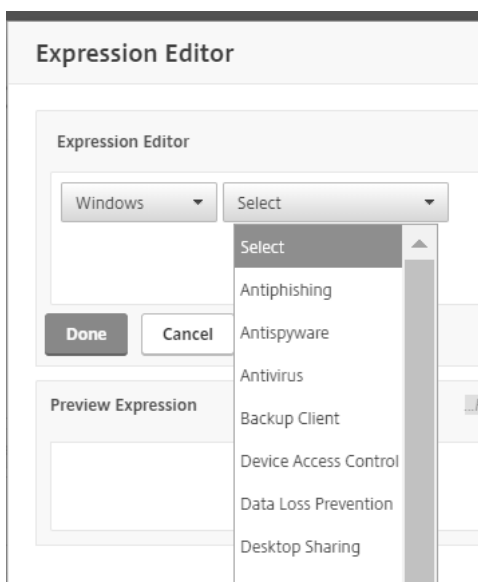 Expression Editor
Expression Editor
Windows Select
Select
Antiphishing
Antispyware
Done Cancel
Antivirus
Preview Expression
Backup Client
Device Access Control
Data Loss Prevention
Desktop Sharing